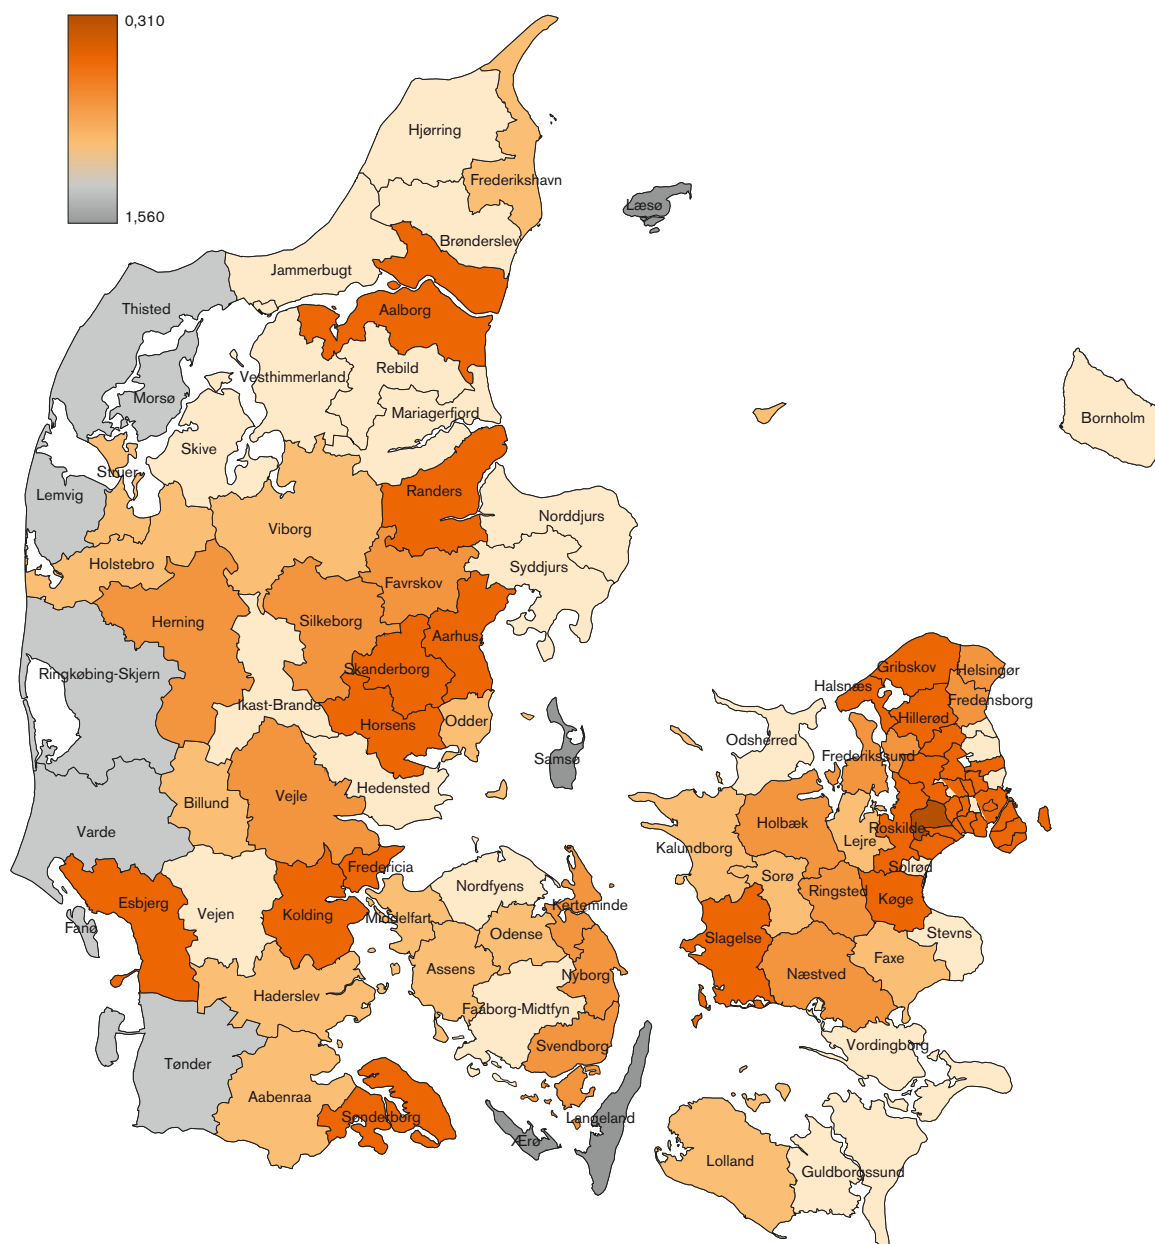 0,310
1,560
Hjørring
Frederikshavn
Læsø
Brønderslev
Jammerbugt
Thisted
Aalborg
Rebild
Vesthimmerland
Morsø
Mariagerfjord
Bornholm
Skive
Struer
Lemvig
Randers
Norddjurs
Viborg
Holstebro
Syddjurs
Favrskov
Herning
Silkeborg
Aarhus
Skanderborg
Ringkøbing-Skjern
Gribskov
Helsingør
Halsnæs
Fredensborg
Ikast-Brande
Horsens
Odder
Hillerød
Odsherred
Samsø
Frederikssund
Hedensted
Vejle
Billund
Holbæk
Roskilde
Varde
Lejre
Kalundborg
Fredericia
Solrød
Sorø
Nordfyens
Ringsted
Køge
Esbjerg
Kerteminde
Vejen
Kolding
Middelfart
Fanø
Odense
Stevns
Slagelse
Faxe
Assens
Nyborg
Næstved
Haderslev
Faaborg-Midtfyn
Svendborg
Vordingborg
Tønder
Aabenraa
Sønderborg
Langeland
Ærø
Lolland
Guldborgssund